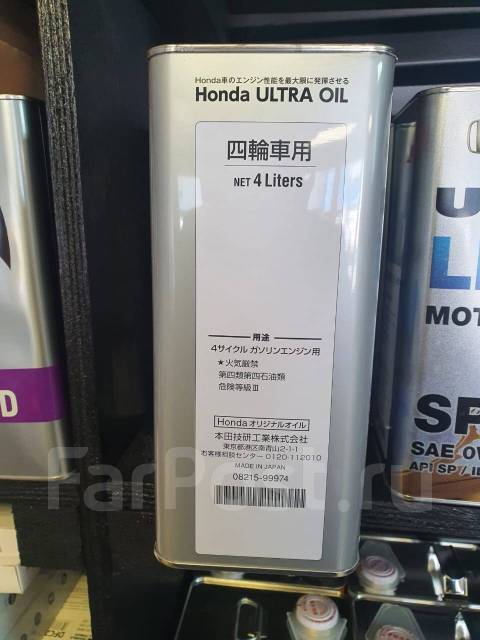 Honda車のエンジン性能を最大限に発揮させる
Honda ULTRA OIL
四輪車用
NET 4 Liters
用途
4サイクル ガソリンエンジン用
★火気厳禁
第四類第四石油類
危険等級Ⅲ
Honda オリジナルオイル
本田技研工業株式会社
東京都港区南青山2-1-1
お客様相談センター 0120-112010
MADE IN JAPAN
08215-99974
D
U
L
MOT
SP
SAE 0W
API SP/
FarPost.ru